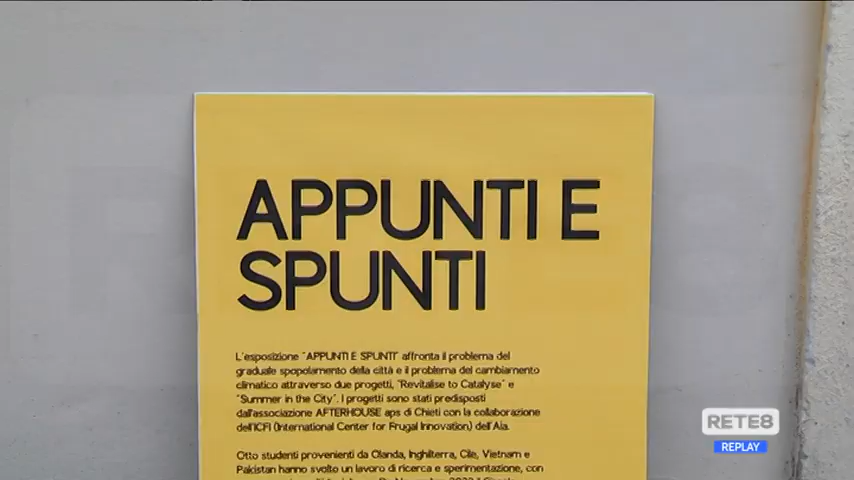 APPUNTI E
SPUNTI
L'esposizione "APPUNTI E SPUNTI" affronta il problema del
graduale spopolamento della città e il problema del cambiamento
climatico attraverso due progetti, "Revitalise to Catalyse" e
"Summer in the City". I progetti sono stati predisposti
dall'associazione AFTERHOUSE aps di Chieti con la collaborazione
dell'ICFI (International Center for Frugal Innovation) dell'Aia.
Otto studenti provenienti da Olanda, Inghilterra, Cile, Vietnam e
Pakistan hanno svolto un lavoro di ricerca e sperimentazione, con
RETE8
REPLAY